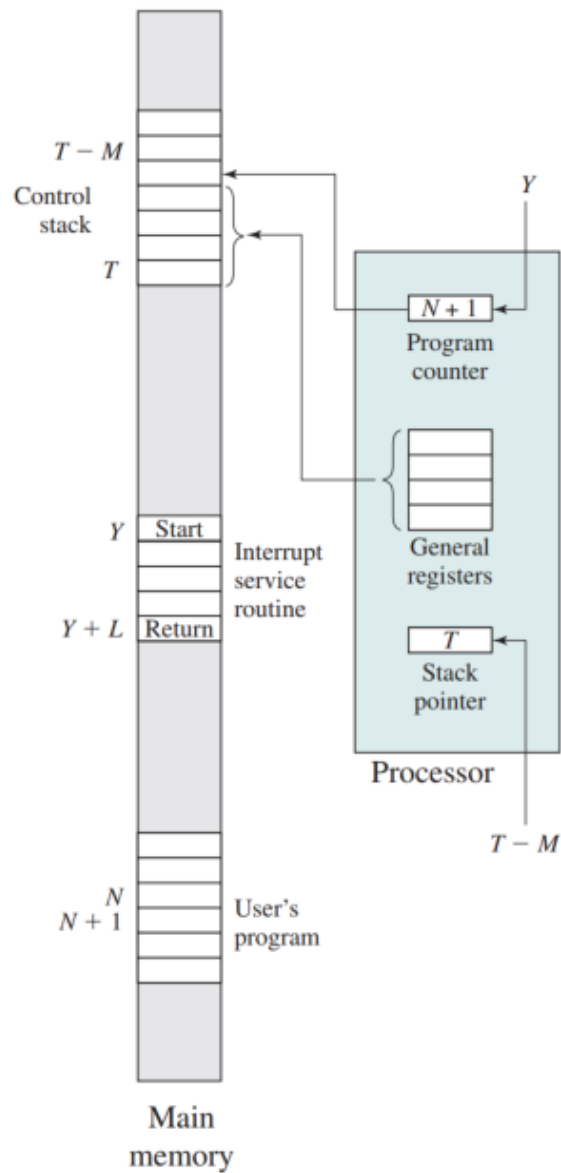 T − M
Control
stack
T
Y
N + 1
Program
counter
Y
Start
General
registers
Interrupt
service
routine
Y + L
Return
T
Stack
pointer
Processor
T − M
N
N + 1
User's
program
Main
memory